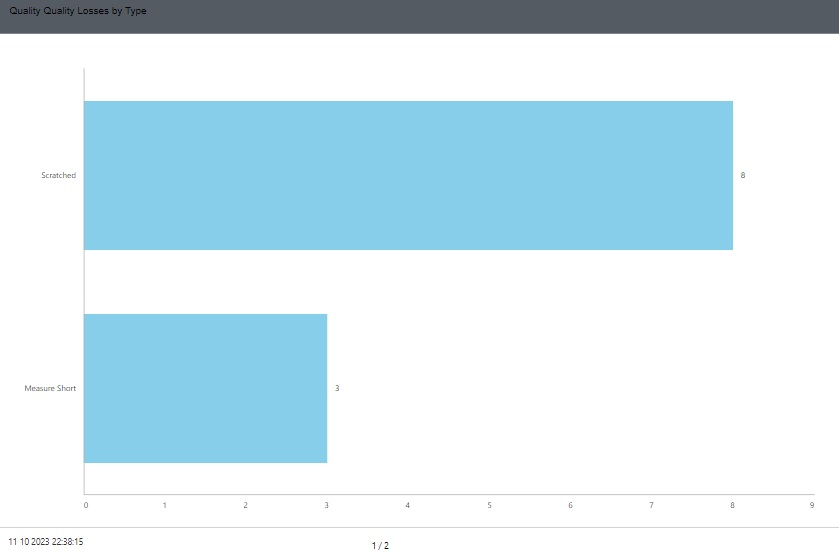 Quality Quality Losses by Type
Scratched
8
Measure Short
3
0 1 2 3 4 5 6 7 8 9
11 10 2023 22:38:15
1 / 2